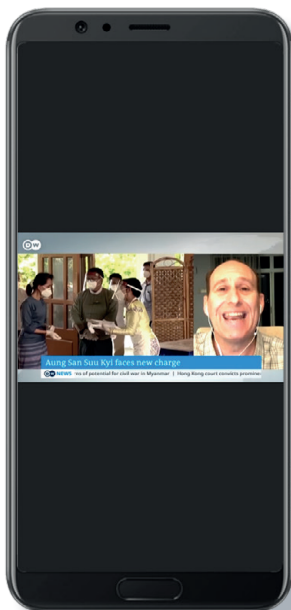 DW
Aung San Suu Kyi faces new charge
DW NEWS of potential for civil war in Myanmar | Hong Kong court convicts promine